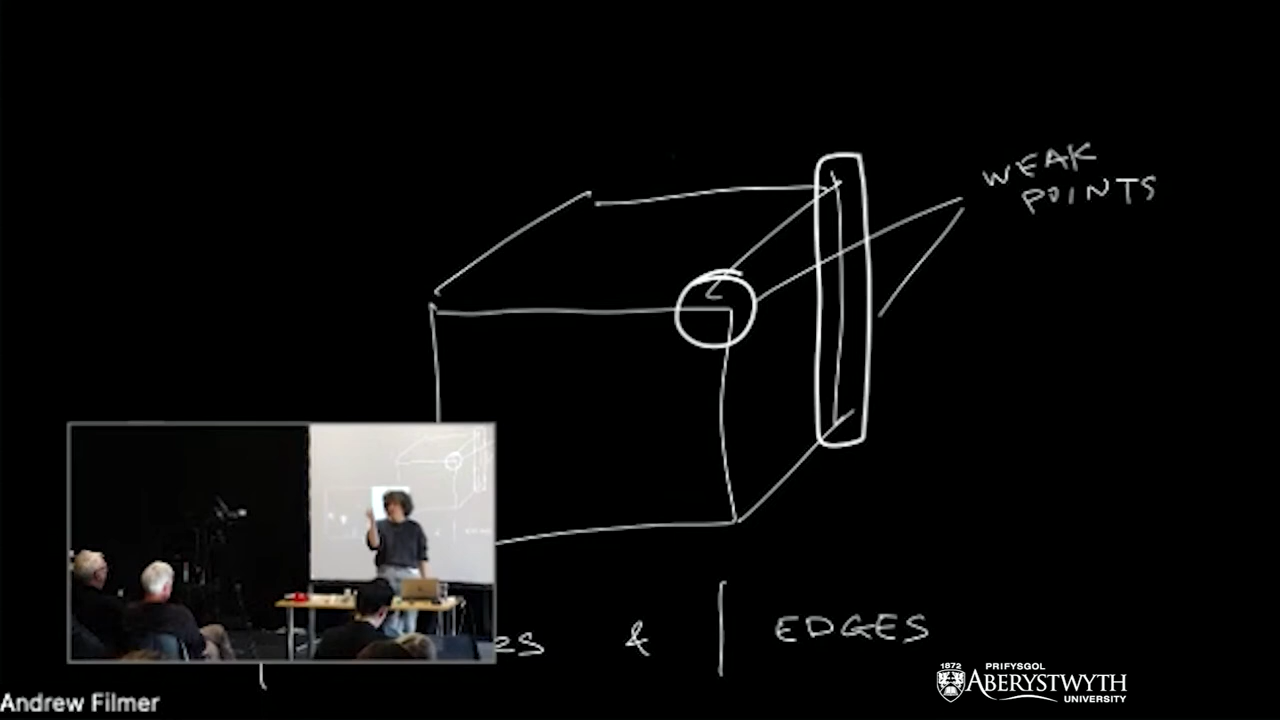 WEAK
POINTS
& | EDGES
1872 PRIFYSGOL
ABERYSTWYTH
UNIVERSITY
Andrew Filmer